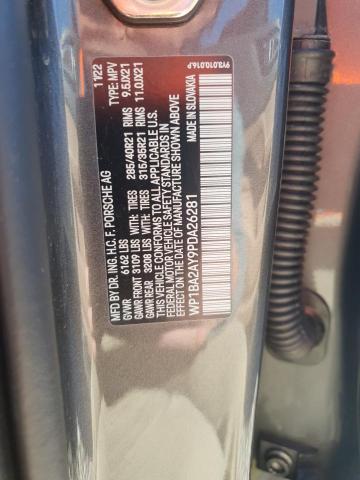 MFD BY DR. ING. H.C. F. PORSCHE AG 11/22
GVWR 6162 LBS TYPE: MPV
GAWR FRONT 3109 LBS WITH TIRES 285/40R21 RIMS 9.5JX21
GAWR REAR 3208 LBS WITH TIRES 315/35R21 RIMS 11.0JX21
THIS VEHICLE CONFORMS TO ALL APPLICABLE U.S.
FEDERAL MOTOR VEHICLE SAFETY STANDARDS IN
EFFECT ON THE DATE OF MANUFACTURE SHOWN ABOVE
WP1BA2AY9PDA26281 MADE IN SLOVAKIA
9Y3.010.016.P